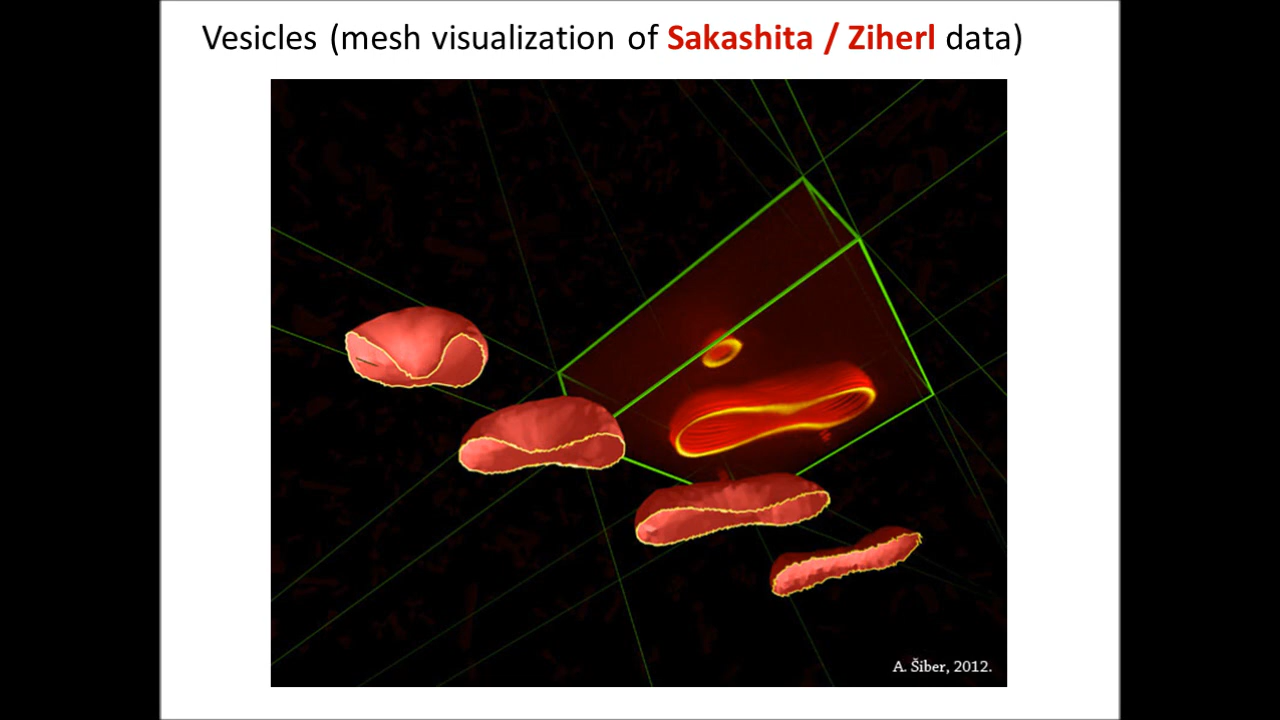 Vesicles (mesh visualization of Sakashita / Ziherl data)
A. Šiber, 2012.